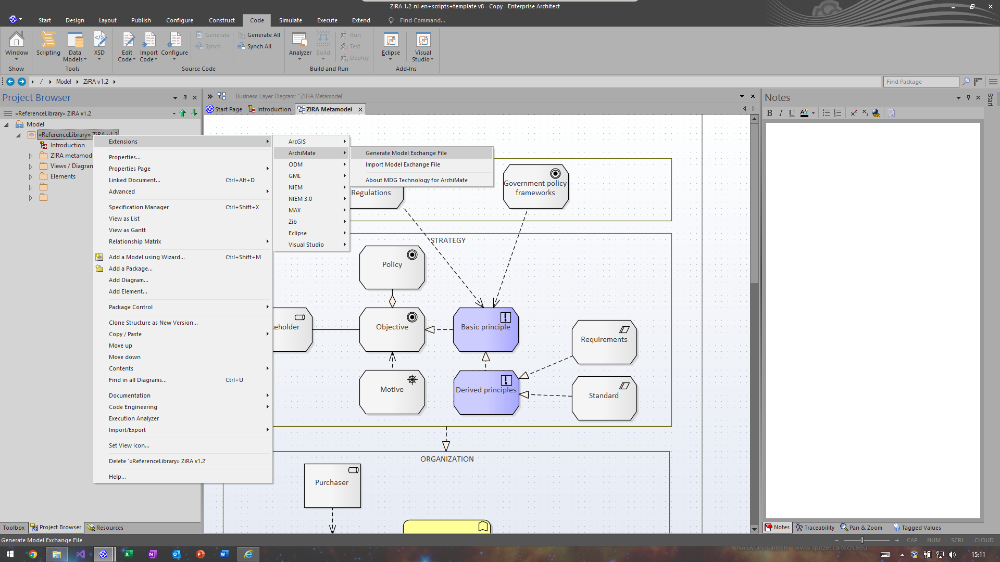 ZIRA 1.2-nl-en+scripts+template v8 - Copy - Enterprise Architect
Start Design Layout Publish Configure Construct Code Simulate Execute Extend Find Command...
Window Scripting Data Models XSD Edit Code Import Code Configure Generate Synch Generate All Synch All Analyzer Build Run Test Deploy Eclipse Visual Studio
Show Tools Source Code Build and Run Add-Ins
/ Model ZiRA v1.2
Find Package
Project Browser
«ReferenceLibrary» ZiRA v1.2
Model
«ReferenceLibrary» ZiRA v1.2
Introduction
ZIRA metamod
Views / Diagran
Elements
Extensions
Properties...
Properties Page
Linked Document... Ctrl+Alt+D
Advanced
Specification Manager Ctrl+Shift+X
View as List
View as Gantt
Relationship Matrix
Add a Model using Wizard... Ctrl+Shift+M
Add a Package...
Add Diagram...
Add Element...
Package Control
Clone Structure as New Version...
Copy / Paste
Move up
Move down
Contents
Find in all Diagrams... Ctrl+U
Documentation
Code Engineering
Execution Analyzer
Import/Export
Set View Icon...
Delete '«ReferenceLibrary» ZiRA v1.2'
Help...
ArcGIS
ArchiMate
ODM
GML
NIEM
NIEM 3.0
MAX
Zib
Eclipse
Visual Studio
Generate Model Exchange File
Import Model Exchange File
About MDG Technology for ArchiMate
Business Layer Diagram: "ZIRA Metamodel"
Start Page Introduction ZIRA Metamodel
Regulations
Government policy
frameworks
STRATEGY
Policy
eholder
Objective
Basic principle
Requirements
Motive
Derived principles
Standard
ORGANIZATION
Purchaser
Notes
B I U A
Start
Toolbox Project Browser Resources
Notes Traceability Pan & Zoom Tagged Values
Generate Model Exchange File
CAP NUM SCRL CLOUD
NASA/JPL-Caltech www.spitzer.caltech.edu
15:11